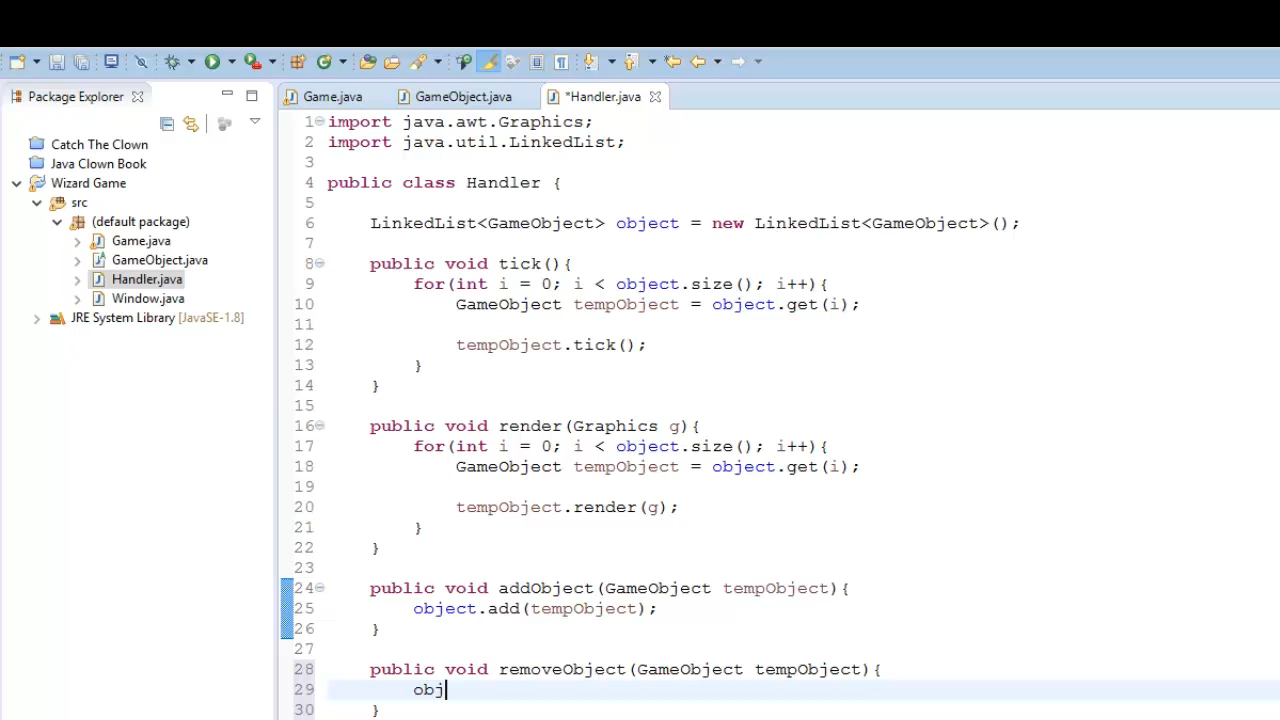 Package Explorer
Game.java GameObject.java *Handler.java
Catch The Clown
Java Clown Book
Wizard Game
src
(default package)
Game.java
GameObject.java
Handler.java
Window.java
JRE System Library [JavaSE-1.8]
1 import java.awt.Graphics;
2 import java.util.LinkedList;
3
4 public class Handler {
5
6 LinkedList<GameObject> object = new LinkedList<GameObject>();
7
8 public void tick(){
9 for(int i = 0; i < object.size(); i++){
10 GameObject tempObject = object.get(i);
11
12 tempObject.tick();
13 }
14 }
15
16 public void render(Graphics g){
17 for(int i = 0; i < object.size(); i++){
18 GameObject tempObject = object.get(i);
19
20 tempObject.render(g);
21 }
22 }
23
24 public void addObject(GameObject tempObject){
25 object.add(tempObject);
26 }
27
28 public void removeObject(GameObject tempObject){
29 obj
30 }